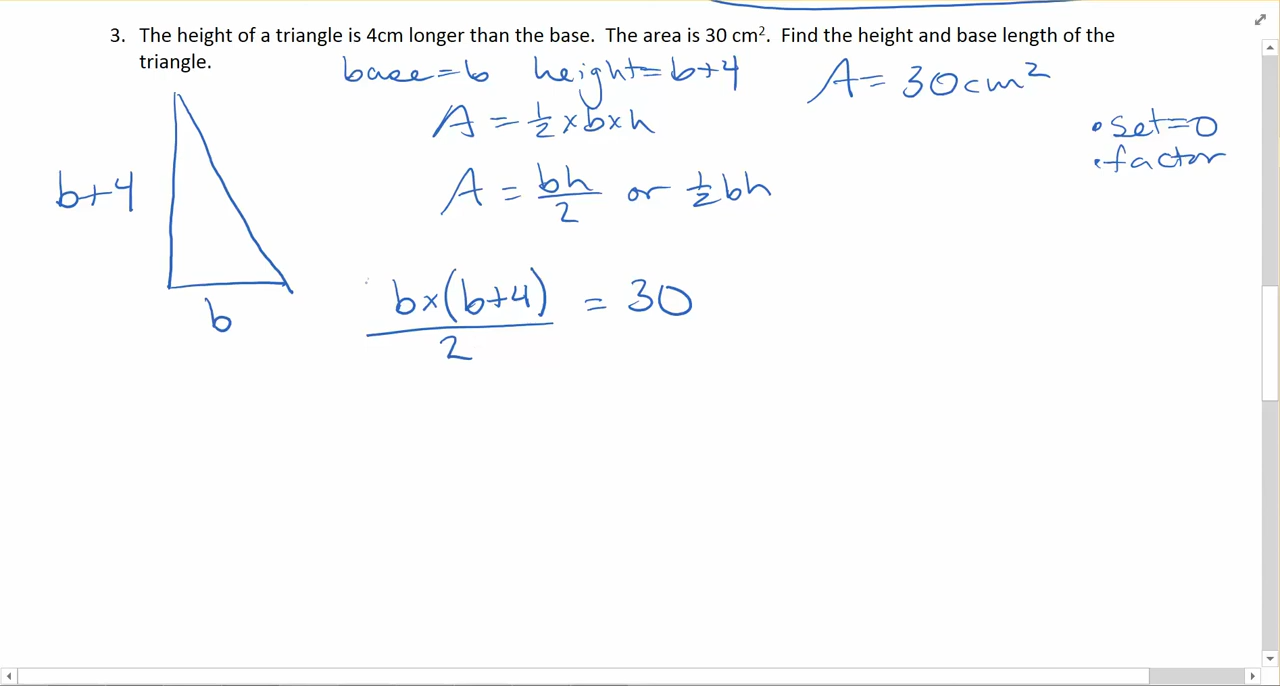 3. The height of a triangle is 4cm longer than the base. The area is 30 cm². Find the height and base length of the
triangle.
base=b height=b+4 A=30cm²
A = ½×b×h
•set=0
•factor
A = bh/2 or ½bh
b+4
b×(b+4)/2 = 30
b